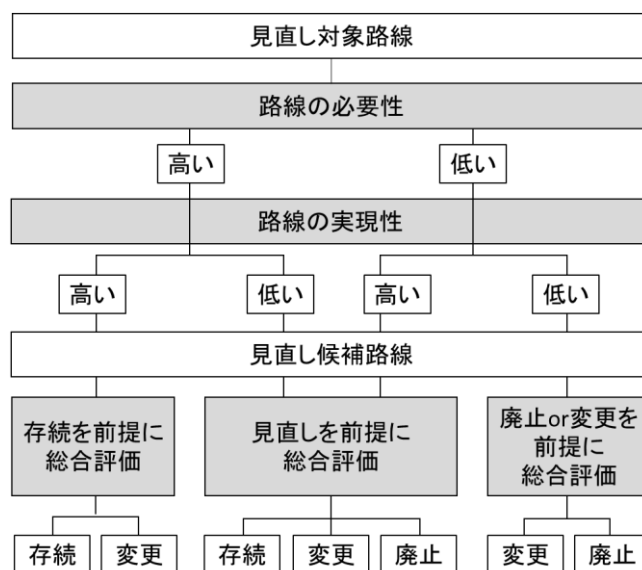 見直し対象路線
路線の必要性
高い
低い
路線の実現性
高い
低い
高い
低い
見直し候補路線
存続を前提に
総合評価
見直しを前提に
総合評価
廃止or変更を
前提に
総合評価
存続
変更
存続
変更
廃止
変更
廃止